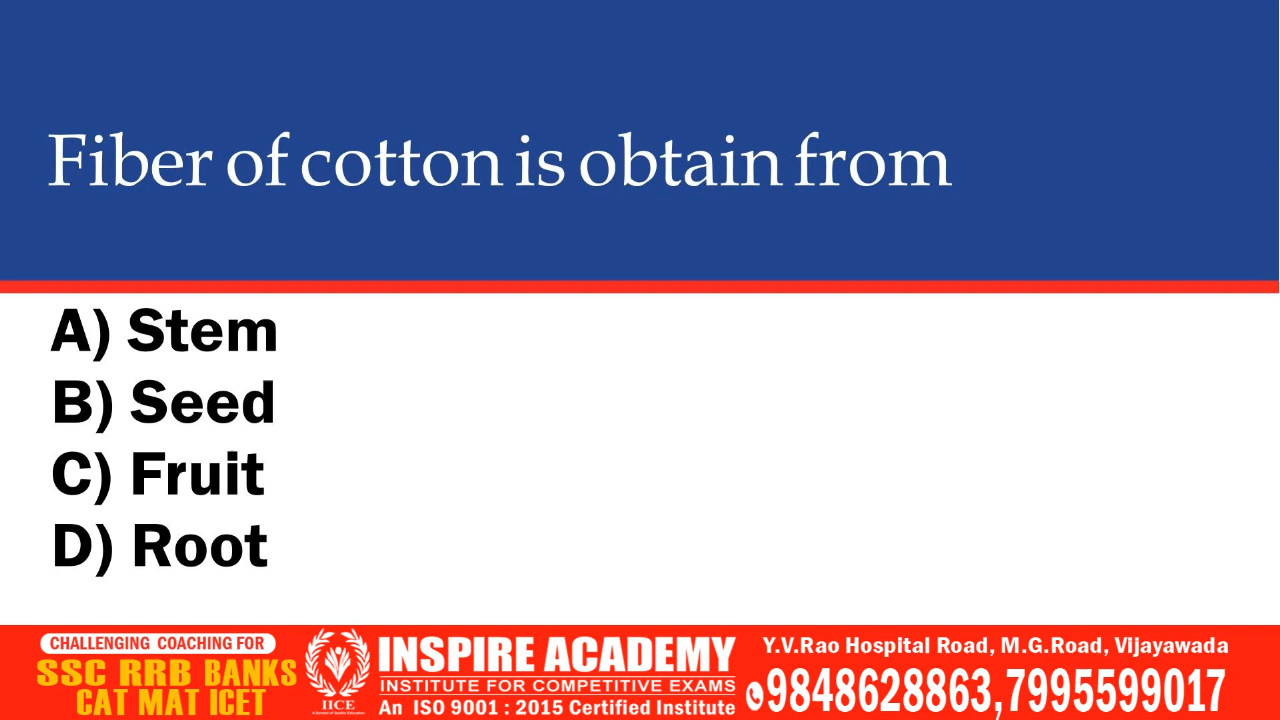 Fiber of cotton is obtain from
A) Stem
B) Seed
C) Fruit
D) Root
CHALLENGING COACHING FOR
SSC RRB BANKS
CAT MAT ICET
IICE
INSPIRE ACADEMY
INSTITUTE FOR COMPETITIVE EXAMS
An ISO 9001 : 2015 Certified Institute
Y.V.Rao Hospital Road, M.G.Road, Vijayawada
9848628863,7995599017